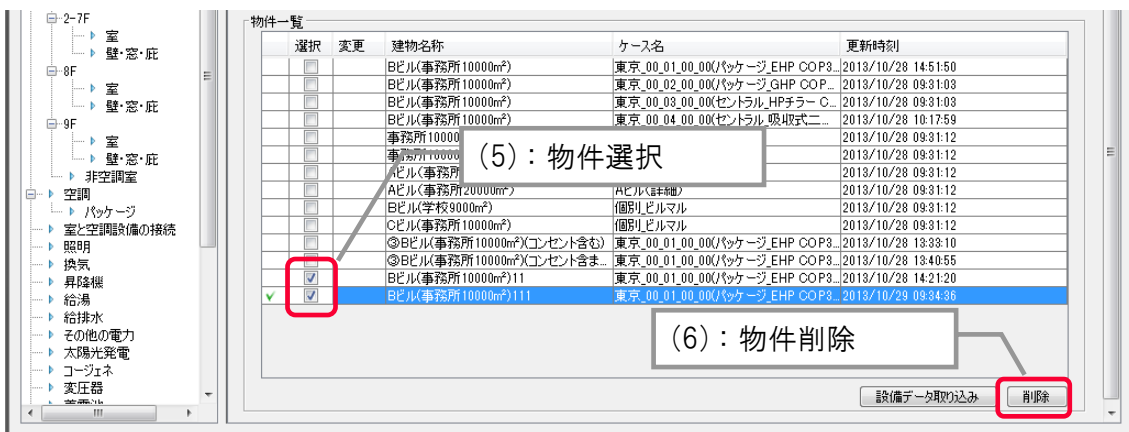 2-7F
室
壁・窓・庇
8F
室
壁・窓・庇
9F
室
壁・窓・庇
非空調室
空調
パッケージ
室と空調設備の接続
照明
換気
昇降機
給湯
給排水
その他の電力
太陽光発電
コージェネ
変圧器
物件一覧
選択 変更 建物名称 ケース名 更新時刻
Bビル(事務所10000㎡) 東京_00_01_00_00(パッケージ_EHP COP3... 2013/10/28 14:51:50
Bビル(事務所10000㎡) 東京_00_02_00_00(パッケージ_GHP COP... 2013/10/28 09:31:03
Bビル(事務所10000㎡) 東京_00_03_00_00(セントラル_HPチラー C... 2013/10/28 09:31:03
Bビル(事務所10000㎡) 東京_00_04_00_00(セントラル_吸収式二... 2013/10/28 10:17:59
事務所10000 2013/10/28 09:31:12
事務所10000 2013/10/28 09:31:12
Aビル(事務所 2013/10/28 09:31:12
Aビル(事務所20000㎡) Aビル(詳細) 2013/10/28 09:31:12
Bビル(学校9000㎡) 個別_ビルマル 2013/10/28 09:31:12
Cビル(事務所10000㎡) 個別_ビルマル 2013/10/28 09:31:12
③Bビル(事務所10000㎡)(コンセント含む) 東京_00_01_00_00(パッケージ_EHP COP3... 2013/10/28 13:33:10
③Bビル(事務所10000㎡)(コンセント含ま... 東京_00_01_00_00(パッケージ_EHP COP3... 2013/10/28 13:40:55
Bビル(事務所10000㎡)11 東京_00_01_00_00(パッケージ_EHP COP3... 2013/10/28 14:21:20
Bビル(事務所10000㎡)111 東京_00_01_00_00(パッケージ_EHP COP3... 2013/10/29 09:34:36
(5)：物件選択
(6)：物件削除
設備データ取り込み 削除